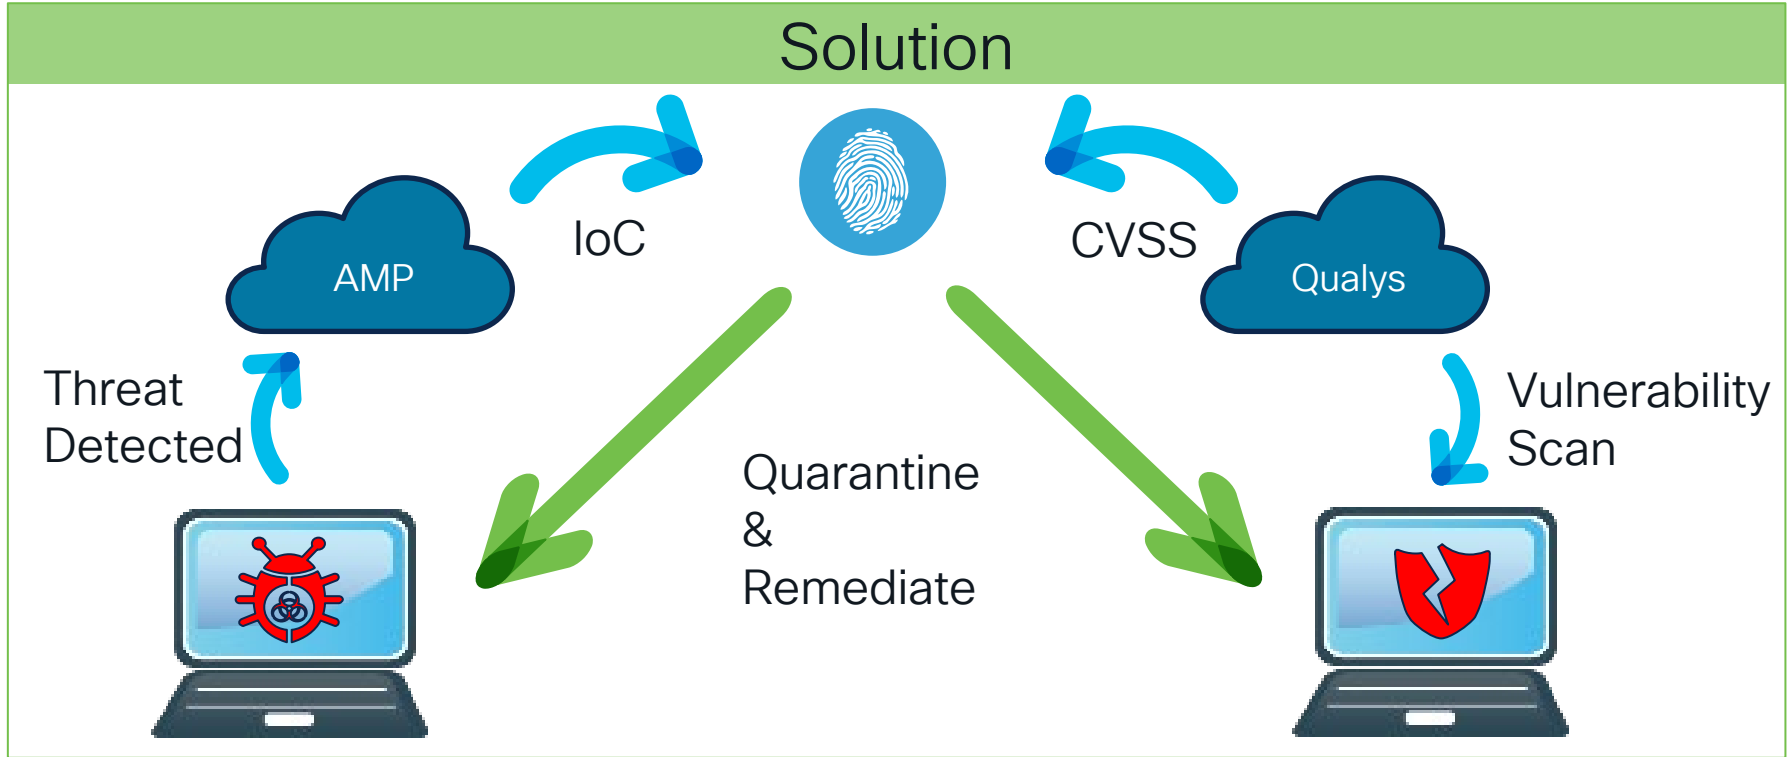 Solution
IoC
CVSS
AMP
Qualys
Threat
Detected
Vulnerability
Scan
Quarantine
&
Remediate